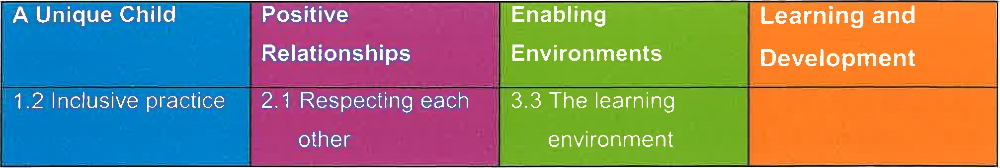 A Unique Child
Positive
Relationships
Enabling
Environments
Learning and
Development
1.2 Inclusive practice
2.1 Respecting each
other
3.3 The learning
environment